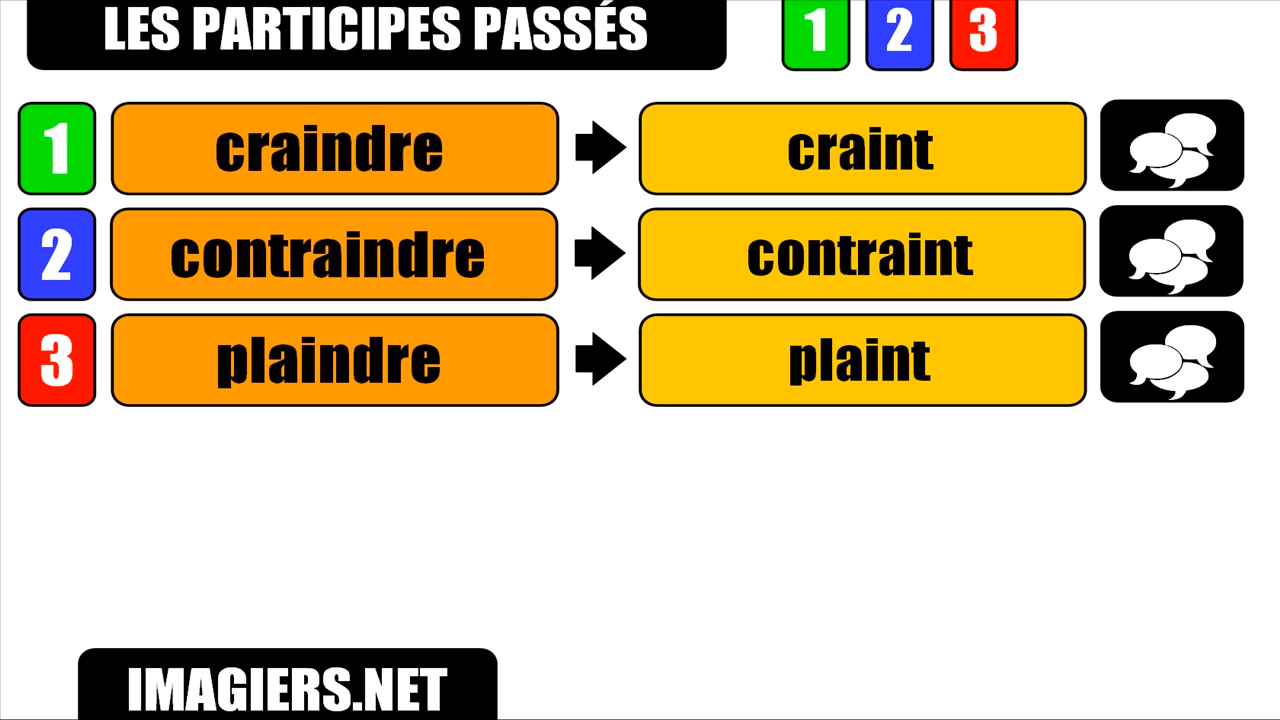 LES PARTICIPES PASSÉS 1 2 3
1 craindre craint
2 contraindre contraint
3 plaindre plaint
IMAGIERS.NET